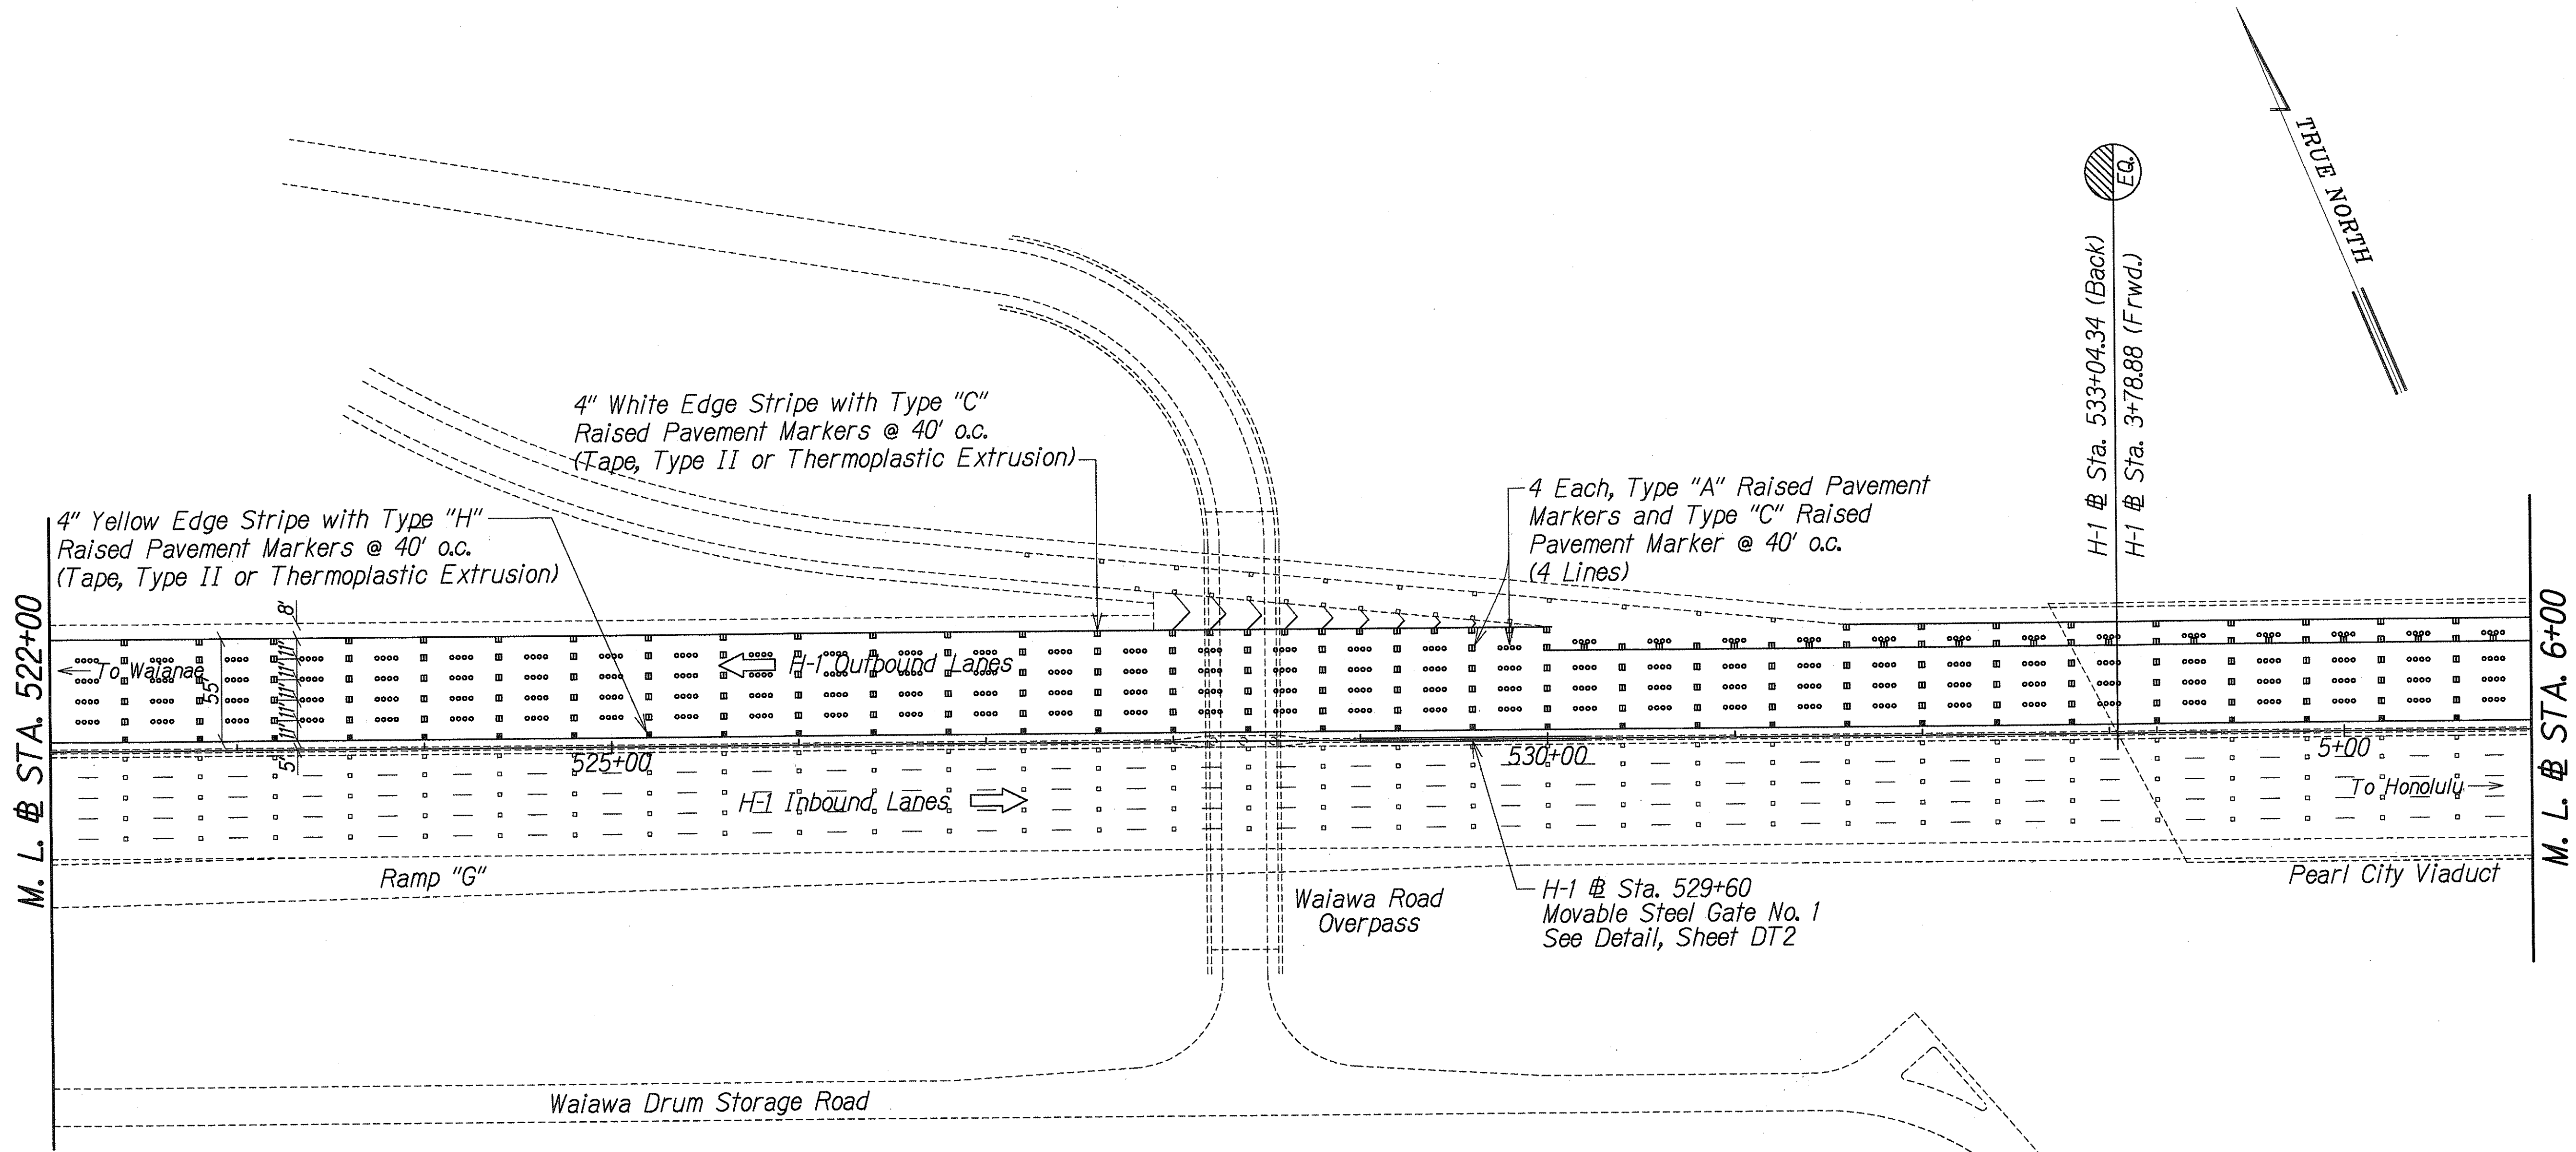 TRUE NORTH
EQ.
H-1 ⅊ Sta. 533+04.34 (Back)
H-1 ⅊ Sta. 3+78.88 (Frwd.)
4" White Edge Stripe with Type "C"
Raised Pavement Markers @ 40' o.c.
(Tape, Type II or Thermoplastic Extrusion)
4" Yellow Edge Stripe with Type "H"
Raised Pavement Markers @ 40' o.c.
(Tape, Type II or Thermoplastic Extrusion)
4 Each, Type "A" Raised Pavement
Markers and Type "C" Raised
Pavement Marker @ 40' o.c.
(4 Lines)
M. L. ⅊ STA. 522+00
M. L. ⅊ STA. 6+00
8'
11'
11'
11'
11'
11'
5'
55'
To Waianae
H-1 Outbound Lanes
525+00
530+00
5+00
H-1 Inbound Lanes
To Honolulu
Ramp "G"
Waiawa Road
Overpass
H-1 ⅊ Sta. 529+60
Movable Steel Gate No. 1
See Detail, Sheet DT2
Pearl City Viaduct
Waiawa Drum Storage Road